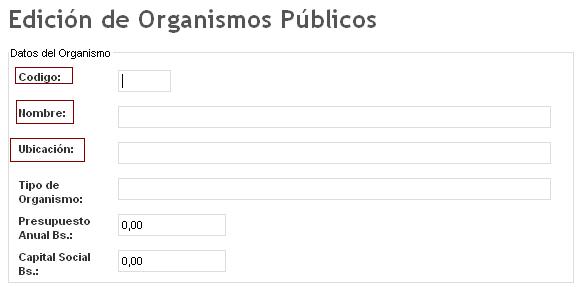 Edición de Organismos Públicos
Datos del Organismo
Codigo:
Nombre:
Ubicación:
Tipo de
Organismo:
Presupuesto
Anual Bs.: 0,00
Capital Social
Bs.: 0,00